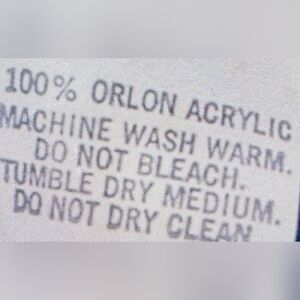 100% ORLON ACRYLIC
MACHINE WASH WARM.
DO NOT BLEACH.
TUMBLE DRY MEDIUM.
DO NOT DRY CLEAN